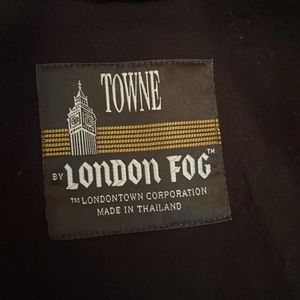 TOWNE
BY LONDON FOG™
™ LONDONTOWN CORPORATION
MADE IN THAILAND